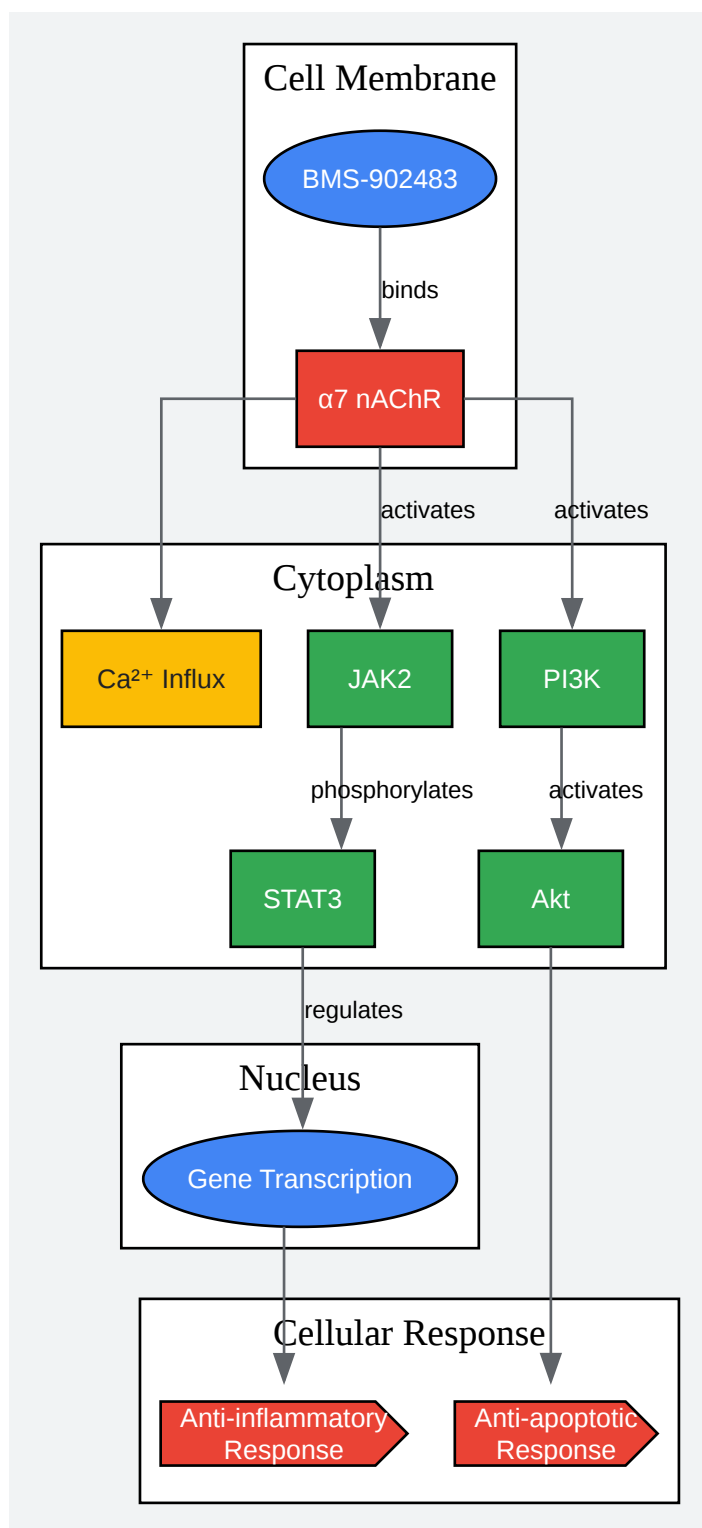 Cell Membrane
BMS-902483
binds
α7 nAChR
activates
activates
Cytoplasm
Ca²⁺ Influx
JAK2
PI3K
phosphorylates
activates
STAT3
Akt
regulates
Nucleus
Gene Transcription
Cellular Response
Anti-inflammatory
Response
Anti-apoptotic
Response